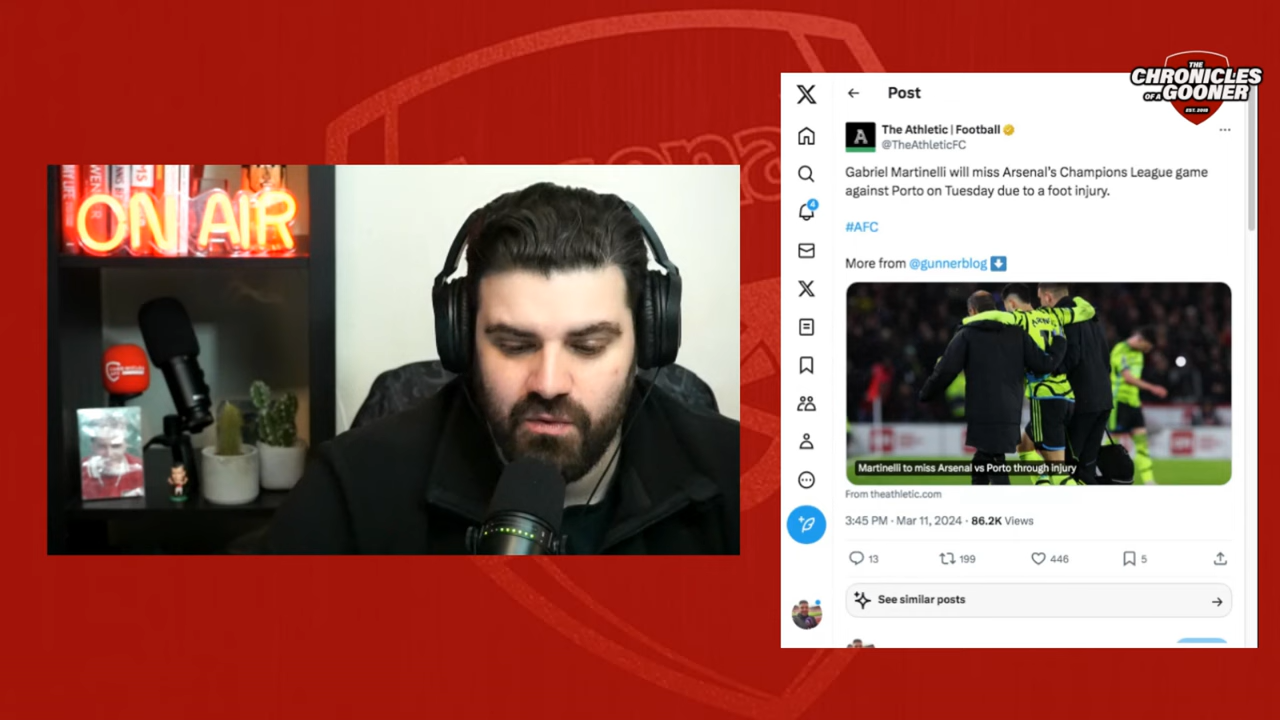 THE
CHRONICLES
OF A GOONER
EST. 2018
Post
The Athletic | Football
@TheAthleticFC
Gabriel Martinelli will miss Arsenal's Champions League game
against Porto on Tuesday due to a foot injury.
#AFC
More from @gunnerblog
Martinelli to miss Arsenal vs Porto through injury
From theathletic.com
3:45 PM · Mar 11, 2024 · 86.2K Views
13 199 446 5
See similar posts
4
ON AIR